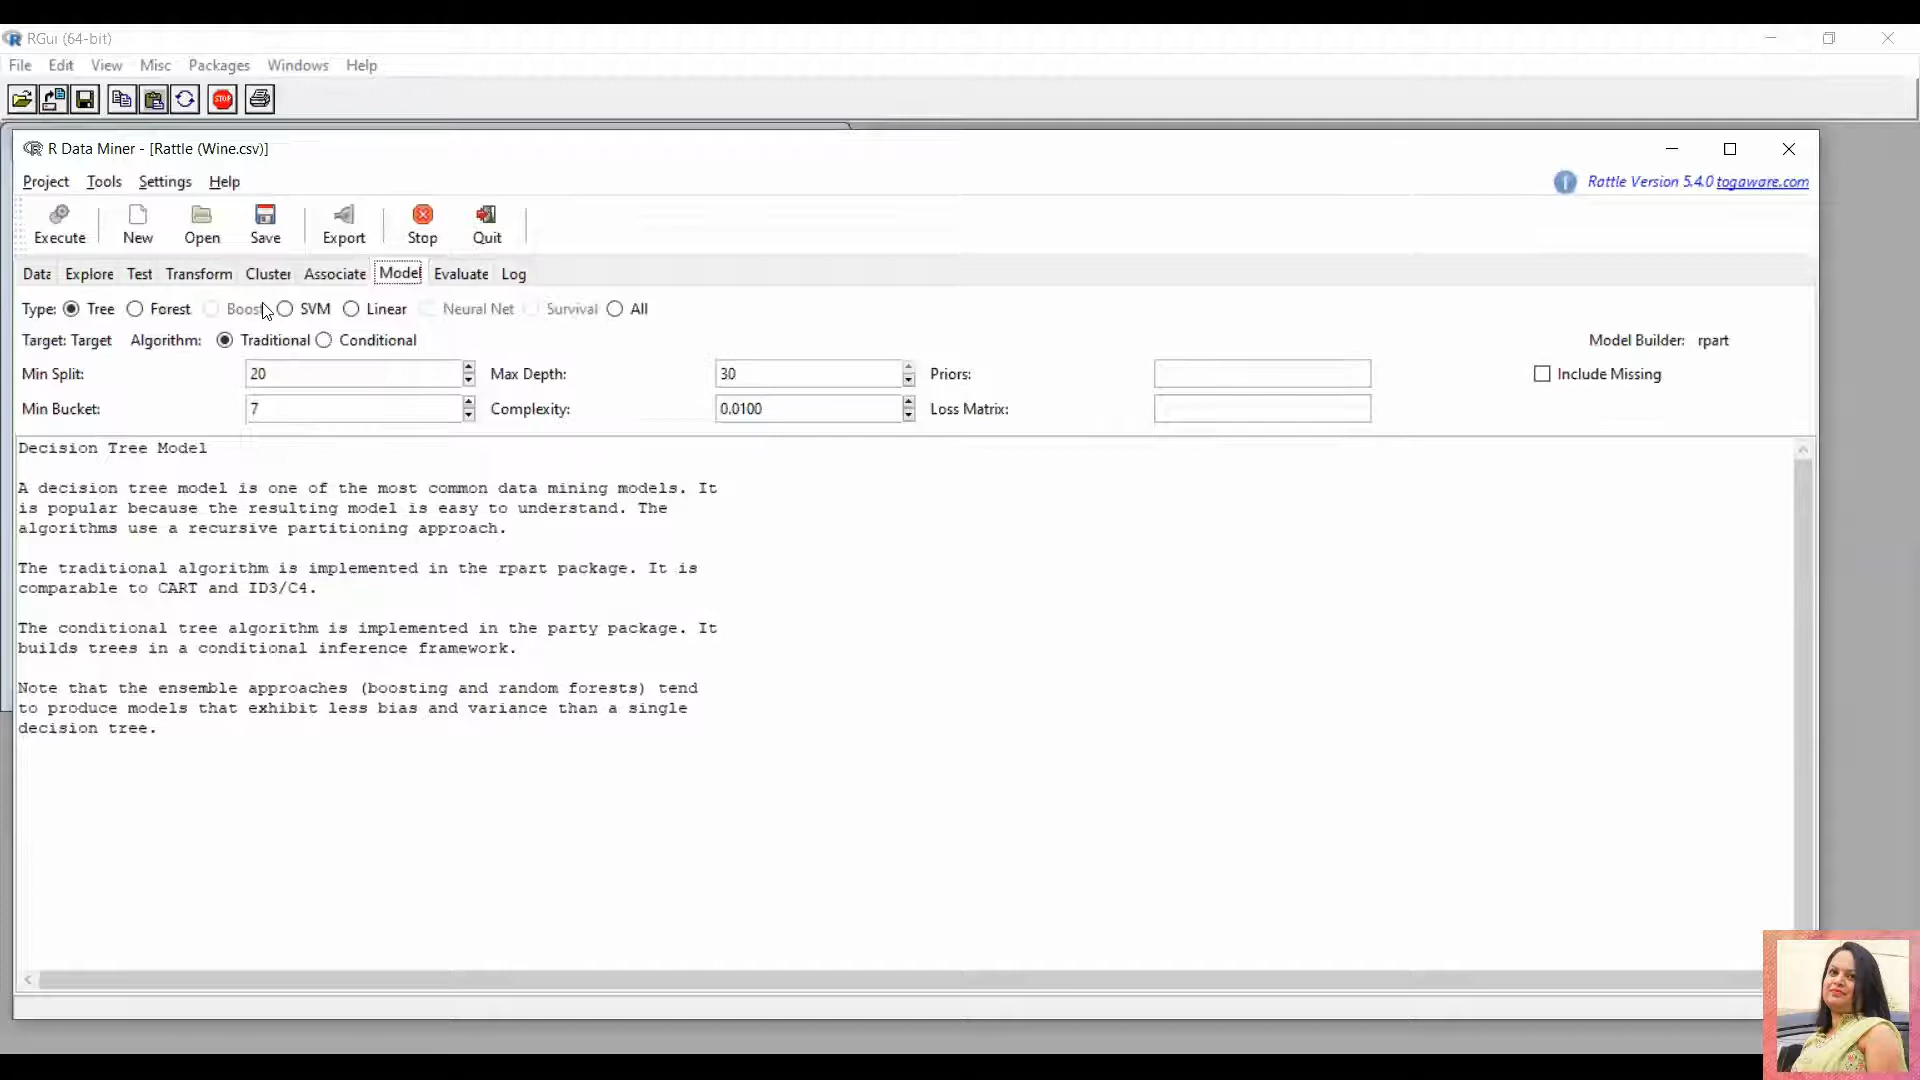 RGui (64-bit)
File Edit View Misc Packages Windows Help
STOP
R Data Miner - [Rattle (Wine.csv)]
Project Tools Settings Help
Rattle Version 5.4.0 togaware.com
Execute New Open Save Export Stop Quit
Data Explore Test Transform Cluster Associate Model Evaluate Log
Type: Tree Forest Boost SVM Linear Neural Net Survival All
Target: Target Algorithm: Traditional Conditional Model Builder: rpart
Min Split: 20 Max Depth: 30 Priors: Include Missing
Min Bucket: 7 Complexity: 0.0100 Loss Matrix:
Decision Tree Model
A decision tree model is one of the most common data mining models. It
is popular because the resulting model is easy to understand. The
algorithms use a recursive partitioning approach.
The traditional algorithm is implemented in the rpart package. It is
comparable to CART and ID3/C4.
The conditional tree algorithm is implemented in the party package. It
builds trees in a conditional inference framework.
Note that the ensemble approaches (boosting and random forests) tend
to produce models that exhibit less bias and variance than a single
decision tree.